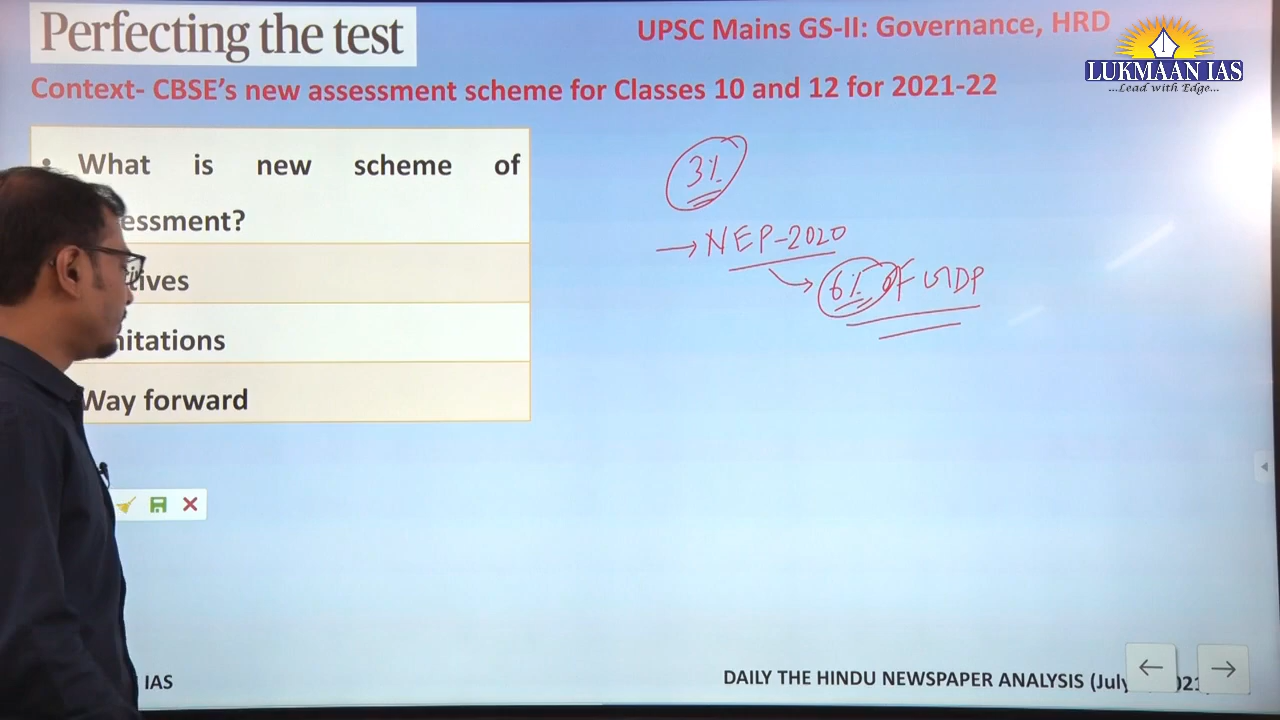 Perfecting the test
UPSC Mains GS-II: Governance, HRD
LUKMAAN IAS
...Lead with Edge...
Context- CBSE's new assessment scheme for Classes 10 and 12 for 2021-22
• What is new scheme of
essment?
tives
itations
Way forward
3%
→ NEP-2020
6% of GDP
IAS
DAILY THE HINDU NEWSPAPER ANALYSIS (July 021